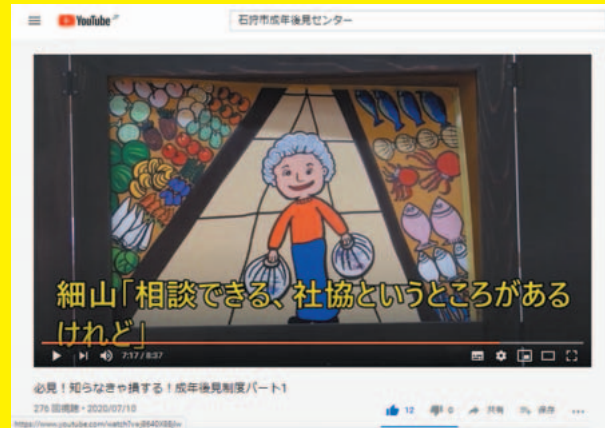 YouTube JP
石狩市成年後見センター
細山「相談できる、社協というところがある
けれど」
7:17 / 8:37
必見!知らなきゃ損する!成年後見制度パート1
276 回視聴・2020/07/10
12
0
共有
保存